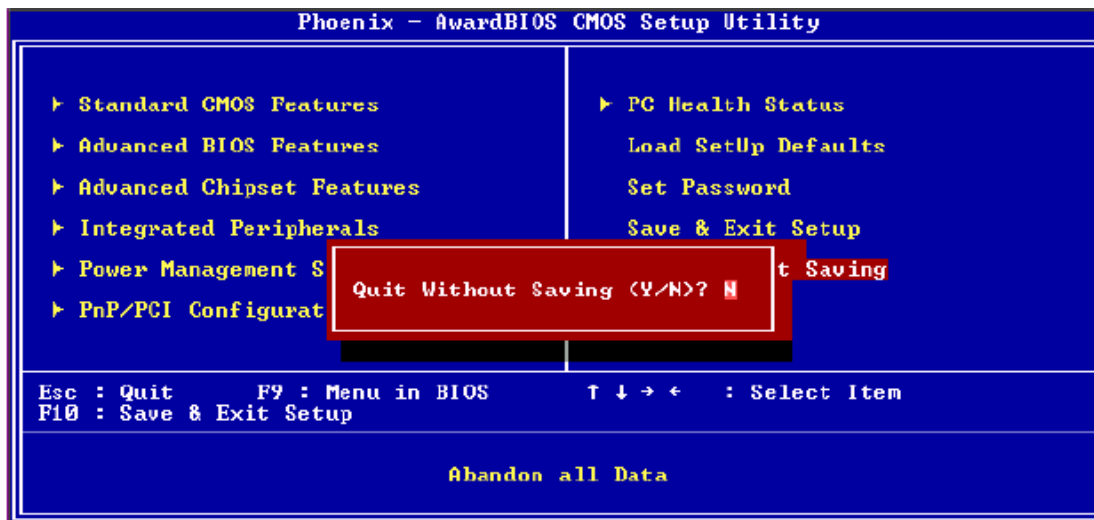 Phoenix - AwardBIOS CMOS Setup Utility
Standard CMOS Features
Advanced BIOS Features
Advanced Chipset Features
Integrated Peripherals
Power Management S
PnP/PCI Configurat
PC Health Status
Load SetUp Defaults
Set Password
Save & Exit Setup
t Saving
Quit Without Saving (Y/N)? N
Esc : Quit F9 : Menu in BIOS ↑ ↓ → ← : Select Item
F10 : Save & Exit Setup
Abandon all Data